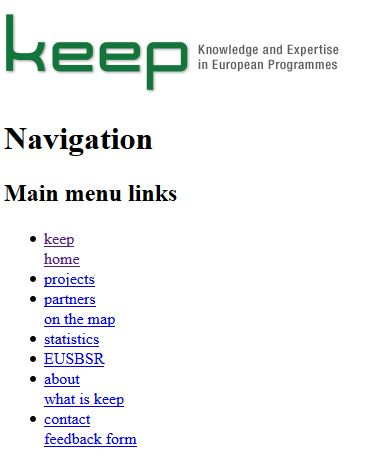 keep
Knowledge and Expertise
in European Programmes
Navigation
Main menu links
keep
home
projects
partners
on the map
statistics
EUSBSR
about
what is keep
contact
feedback form